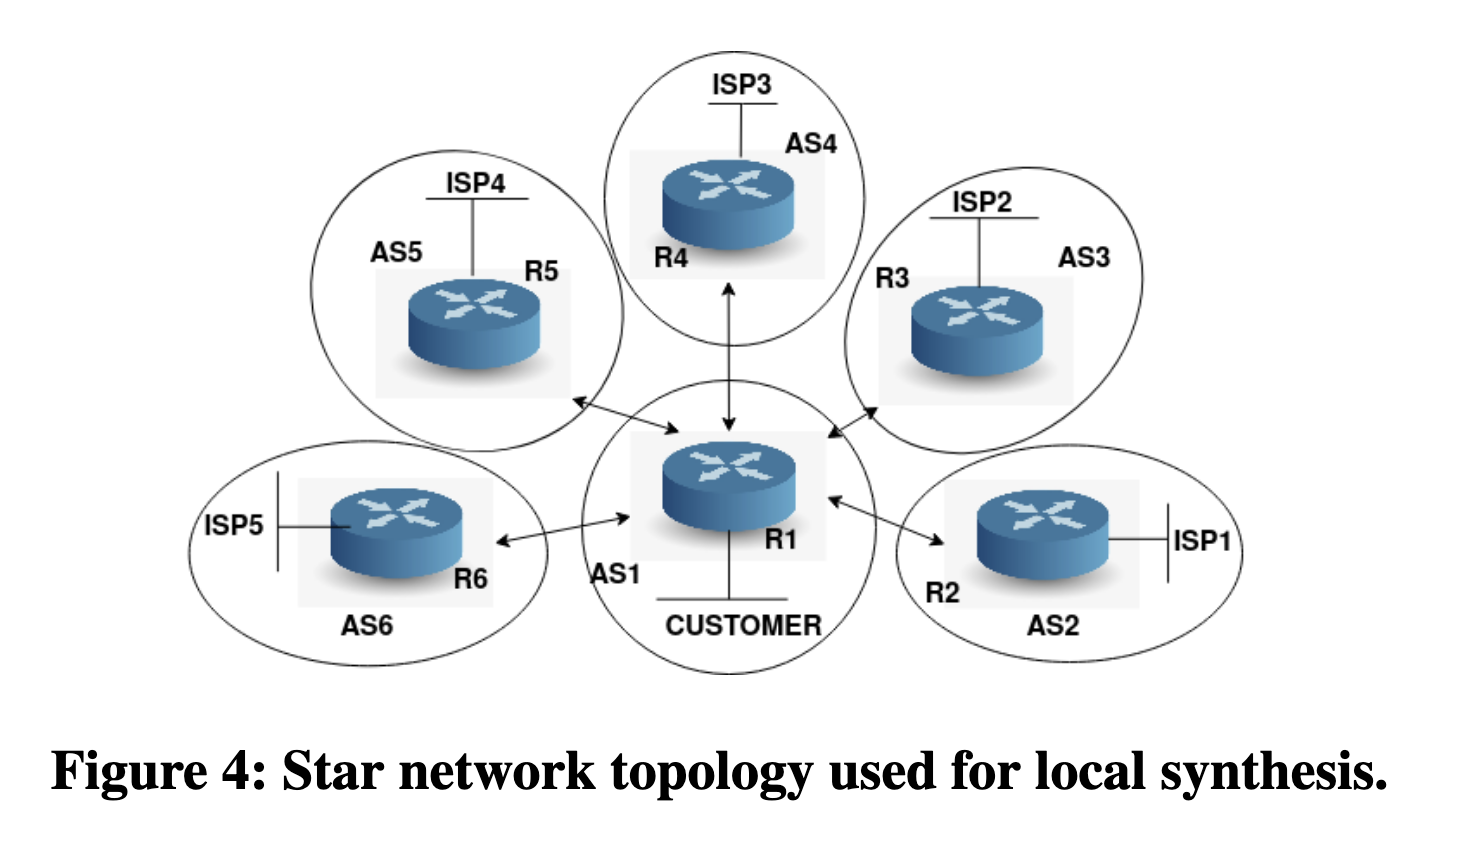 ISP3
AS4
R4
ISP4
AS5
R5
ISP2
AS3
R3
ISP5
R6
AS6
R1
AS1
CUSTOMER
ISP1
R2
AS2
Figure 4: Star network topology used for local synthesis.